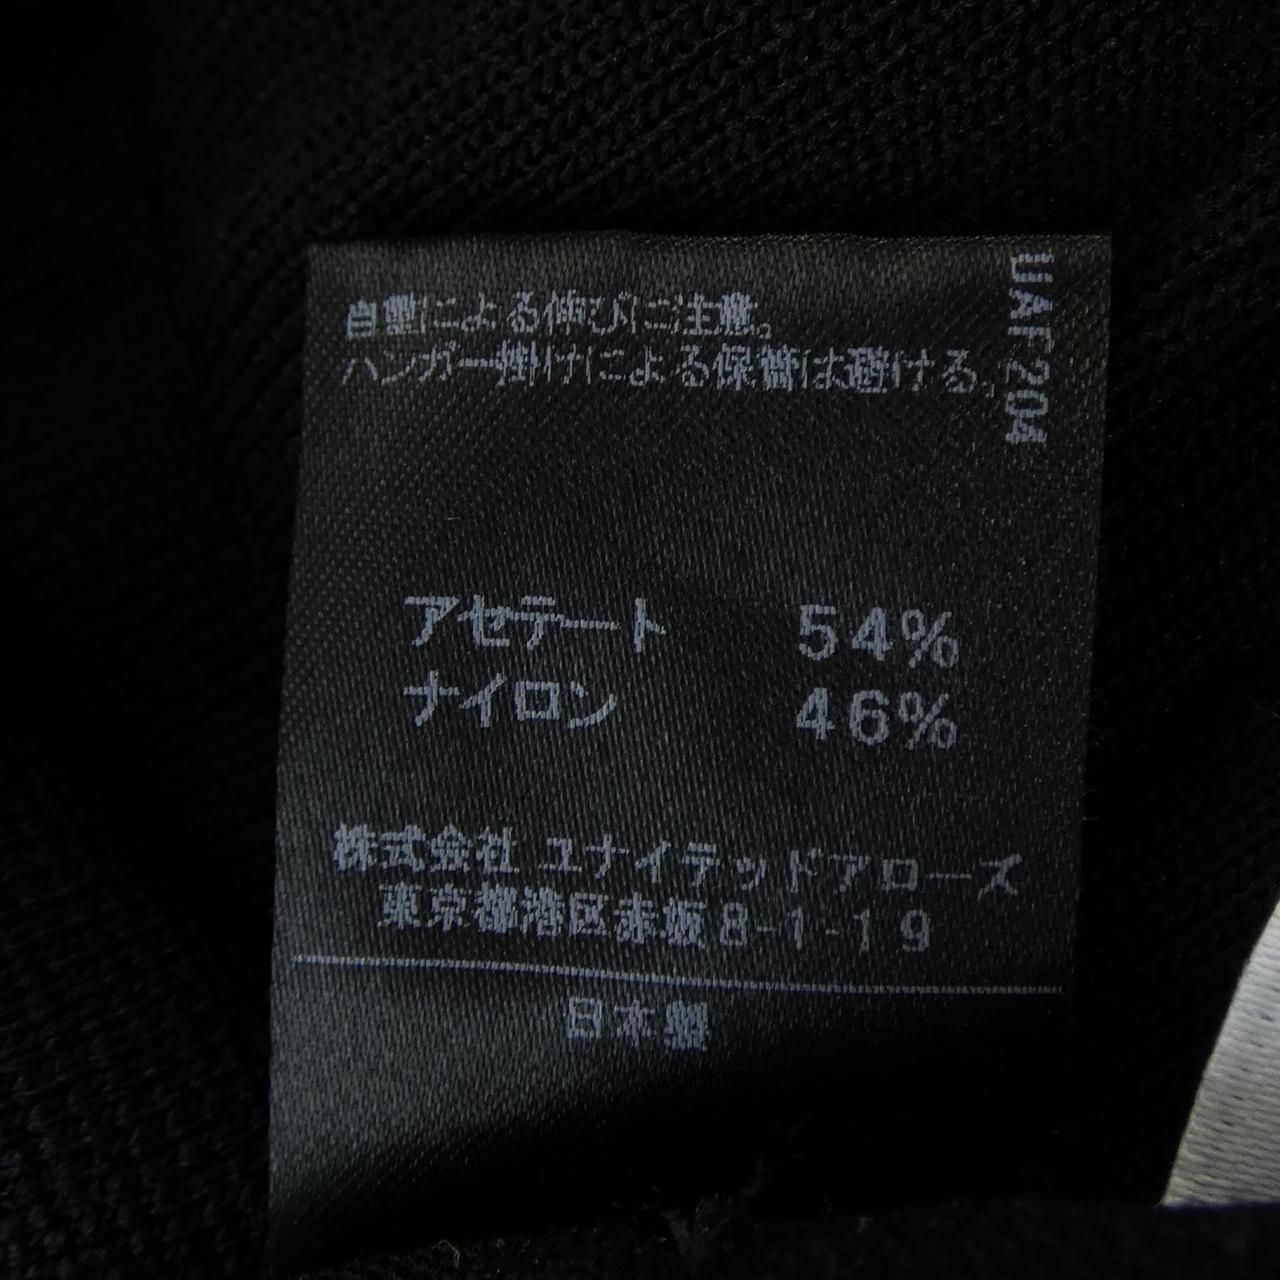 自重による伸びに注意。
ハンガー掛けによる保管は避ける。
UAF204
アセテート 54%
ナイロン 46%
株式会社 ユナイテッドアローズ
東京都港区赤坂8-1-19
日本製